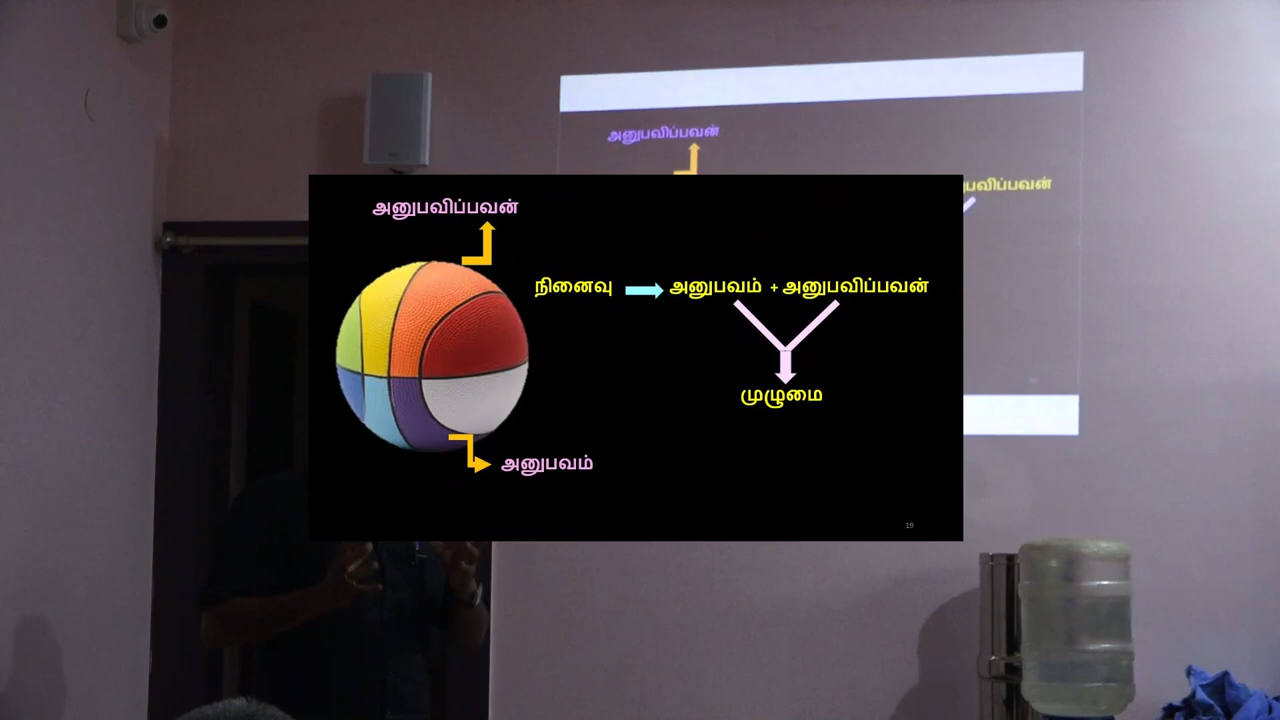 அனுபவிப்பவன்
பவிப்பவன்
அனுபவிப்பவன்
நினைவு அனுபவம் + அனுபவிப்பவன்
முழுமை
அனுபவம்
19